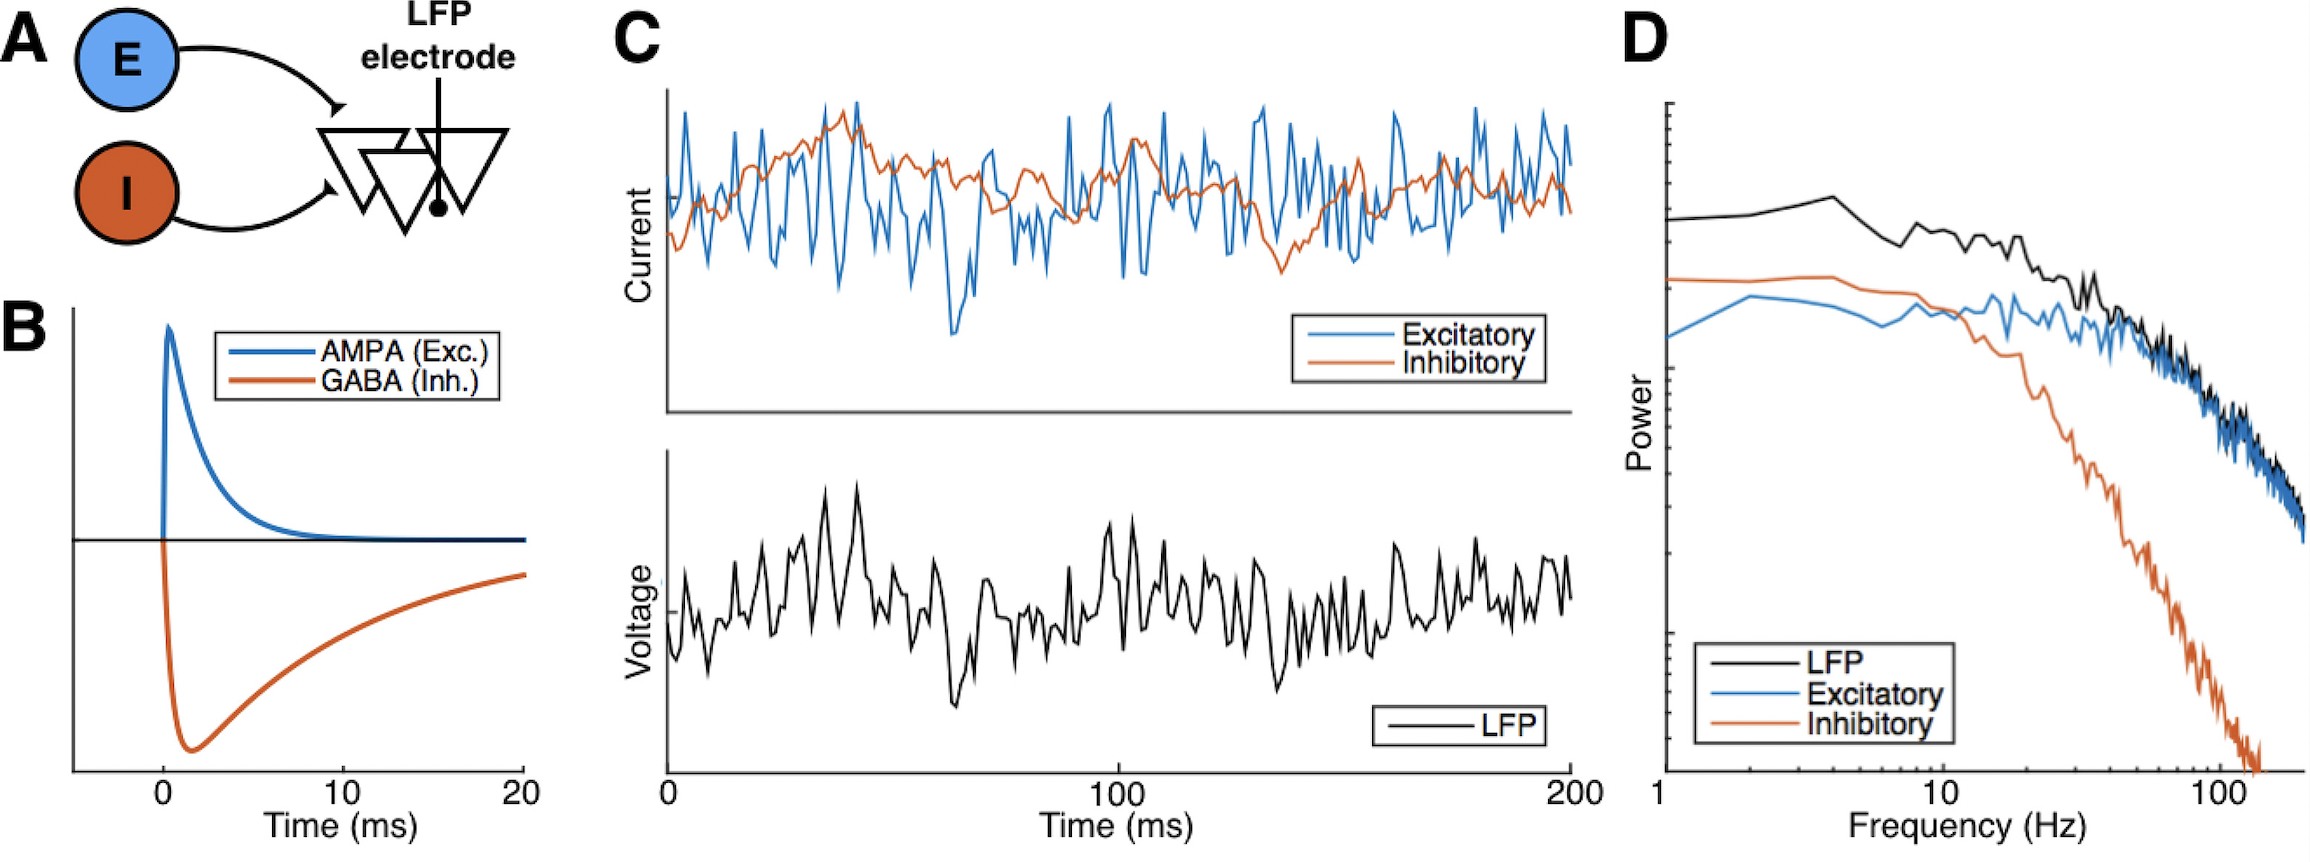 A
E
I
LFP
electrode
B
AMPA (Exc.)
GABA (Inh.)
0
10
20
Time (ms)
C
Current
Excitatory
Inhibitory
Voltage
LFP
0
100
200
Time (ms)
D
Power
LFP
Excitatory
Inhibitory
1
10
100
Frequency (Hz)